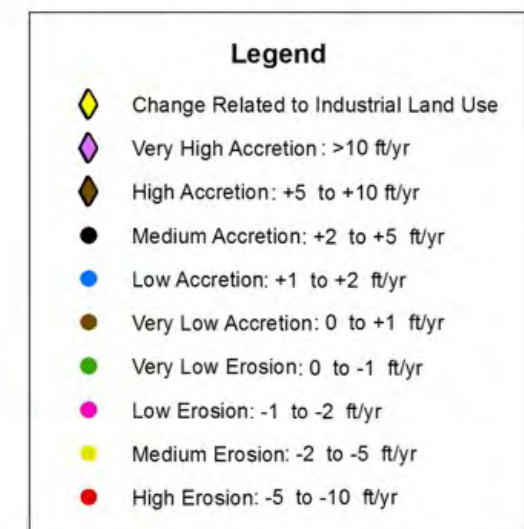 Legend
Change Related to Industrial Land Use
Very High Accretion : >10 ft/yr
High Accretion: +5 to +10 ft/yr
Medium Accretion: +2 to +5 ft/yr
Low Accretion: +1 to +2 ft/yr
Very Low Accretion: 0 to +1 ft/yr
Very Low Erosion: 0 to -1 ft/yr
Low Erosion: -1 to -2 ft/yr
Medium Erosion: -2 to -5 ft/yr
High Erosion: -5 to -10 ft/yr